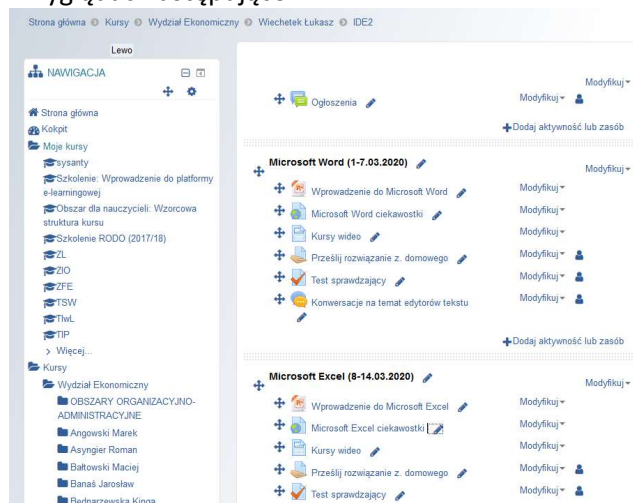 Strona główna Kursy Wydział Ekonomiczny Wiechetek Łukasz IDE2
Lewo
NAWIGACJA
Strona główna
Kokpit
Moje kursy
sysanty
Szkolenie: Wprowadzenie do platformy
e-learningowej
Obszar dla nauczycieli: Wzorcowa
struktura kursu
Szkolenie RODO (2017/18)
ZL
ZIO
ZFE
TSW
TIwL
TIP
Więcej...
Kursy
Wydział Ekonomiczny
OBSZARY ORGANIZACYJNO-
ADMINISTRACYJNE
Angowski Marek
Asyngier Roman
Bałtowski Maciej
Banaś Jarosław
Bednarzewska Kinga
Modyfikuj
Ogłoszenia Modyfikuj
Dodaj aktywność lub zasób
Microsoft Word (1-7.03.2020)
Modyfikuj
Wprowadzenie do Microsoft Word Modyfikuj
Microsoft Word ciekawostki Modyfikuj
Kursy wideo Modyfikuj
Prześlij rozwiązanie z. domowego Modyfikuj
Test sprawdzający Modyfikuj
Konwersacje na temat edytorów tekstu Modyfikuj
Dodaj aktywność lub zasób
Microsoft Excel (8-14.03.2020)
Modyfikuj
Wprowadzenie do Microsoft Excel Modyfikuj
Microsoft Excel ciekawostki Modyfikuj
Kursy wideo Modyfikuj
Prześlij rozwiązanie z. domowego Modyfikuj
Test sprawdzający Modyfikuj